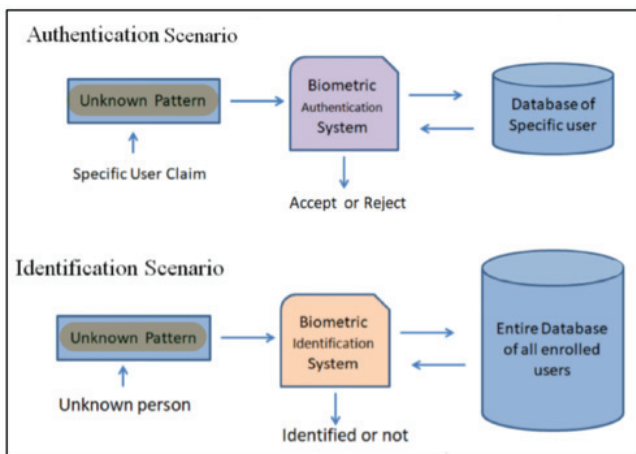 Authentication Scenario
Unknown Pattern
Specific User Claim
Biometric
Authentication
System
Accept or Reject
Database of
Specific user
Identification Scenario
Unknown Pattern
Unknown person
Biometric
Identification
System
Identified or not
Entire Database
of all enrolled
users